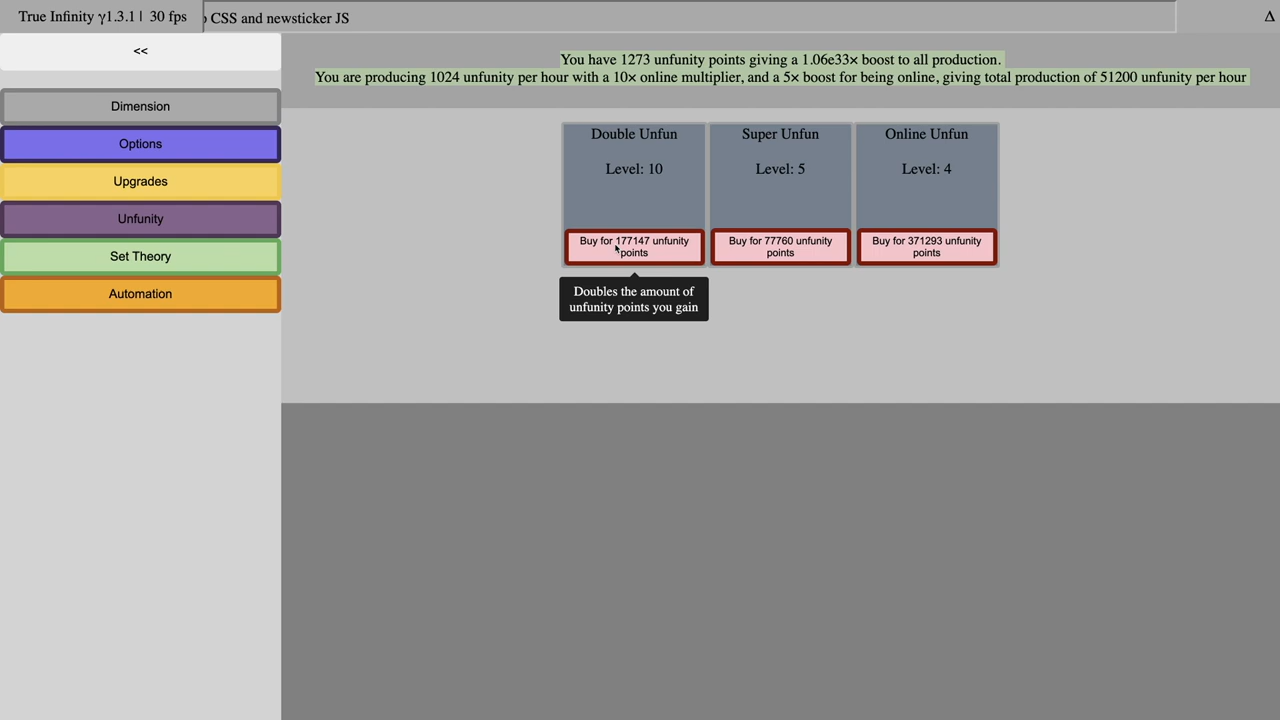 True Infinity γ1.3.1 | 30 fps
CSS and newsticker JS
Δ
<<
Dimension
Options
Upgrades
Unfunity
Set Theory
Automation
You have 1273 unfunity points giving a 1.06e33× boost to all production.
You are producing 1024 unfunity per hour with a 10× online multiplier, and a 5× boost for being online, giving total production of 51200 unfunity per hour
Double Unfun
Level: 10
Buy for 177147 unfunity
points
Super Unfun
Level: 5
Buy for 77760 unfunity
points
Online Unfun
Level: 4
Buy for 371293 unfunity
points
Doubles the amount of
unfunity points you gain